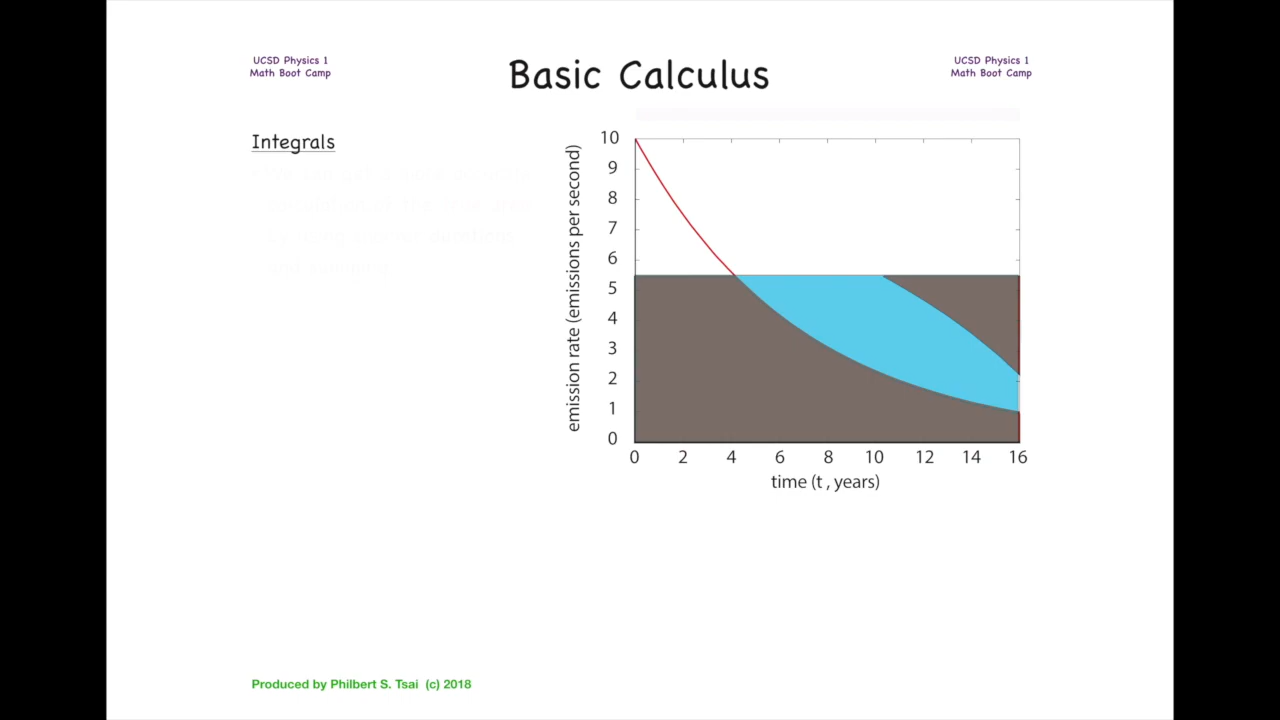 UCSD Physics 1
Math Boot Camp
Basic Calculus
UCSD Physics 1
Math Boot Camp
Integrals
emission rate (emissions per second)
10
9
8
7
6
5
4
3
2
1
0
0 2 4 6 8 10 12 14 16
time (t , years)
Produced by Philbert S. Tsai (c) 2018